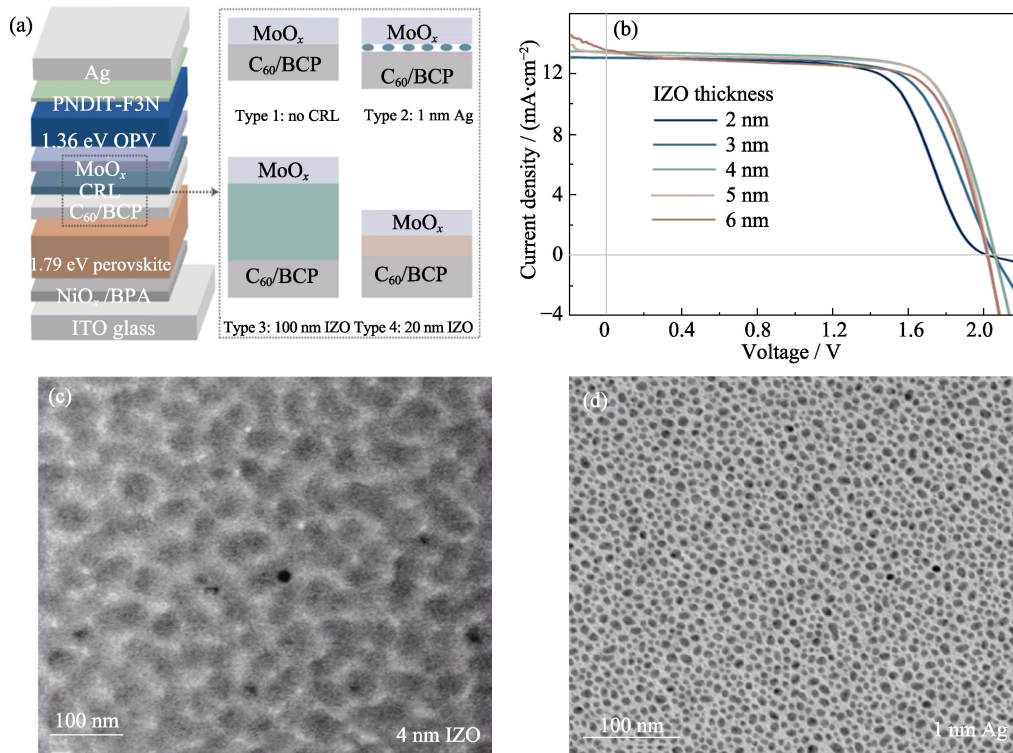 (a)
Ag
PNDIT-F3N
1.36 eV OPV
MoOₓ
CRL
C₆₀/BCP
1.79 eV perovskite
NiOₓ/BPA
ITO glass
MoOₓ
C₆₀/BCP
Type 1: no CRL
MoOₓ
C₆₀/BCP
Type 2: 1 nm Ag
MoOₓ
C₆₀/BCP
Type 3: 100 nm IZO
MoOₓ
C₆₀/BCP
Type 4: 20 nm IZO
(b)
Current density / (mA·cm⁻²)
12
8
4
0
−4
IZO thickness
2 nm
3 nm
4 nm
5 nm
6 nm
0
0.4
0.8
1.2
1.6
2.0
Voltage / V
(c)
100 nm
4 nm IZO
(d)
100 nm
1 nm Ag